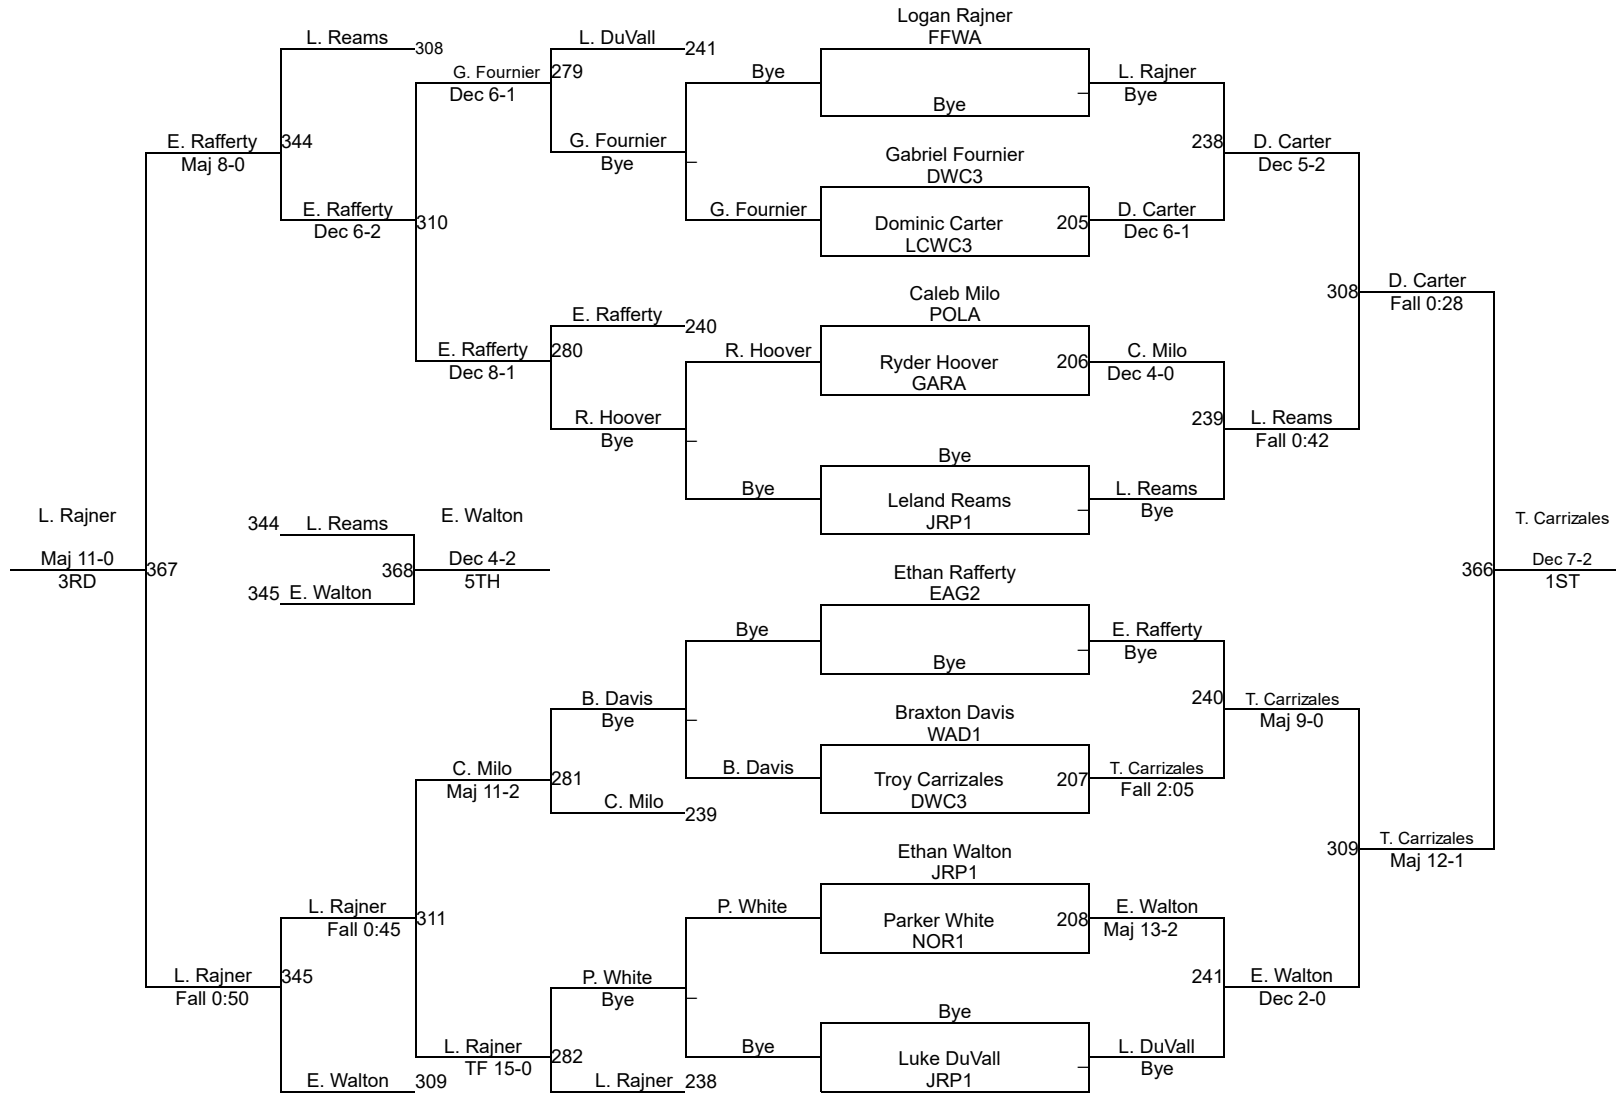 Logan Rajner
FFWA
L. Reams
308
L. DuVall
241
G. Fournier
279
Dec 6-1
Bye
L. Rajner
Bye
Bye
E. Rafferty
344
Maj 8-0
G. Fournier
Bye
Gabriel Fournier
DWC3
238
D. Carter
Dec 5-2
E. Rafferty
310
Dec 6-2
G. Fournier
Dominic Carter
LCWC3
205
D. Carter
Dec 6-1
Caleb Milo
POLA
308
D. Carter
Fall 0:28
E. Rafferty
240
E. Rafferty
280
Dec 8-1
R. Hoover
Ryder Hoover
GARA
206
C. Milo
Dec 4-0
R. Hoover
Bye
239
L. Reams
Fall 0:42
Bye
Bye
Leland Reams
JRP1
L. Reams
Bye
L. Rajner
Maj 11-0
367
3RD
344
L. Reams
E. Walton
368
Dec 4-2
5TH
345
E. Walton
T. Carrizales
366
Dec 7-2
1ST
Ethan Rafferty
EAG2
Bye
Bye
E. Rafferty
Bye
B. Davis
Bye
Braxton Davis
WAD1
240
T. Carrizales
Maj 9-0
C. Milo
281
Maj 11-2
B. Davis
Troy Carrizales
DWC3
207
T. Carrizales
Fall 2:05
C. Milo
239
Ethan Walton
JRP1
309
T. Carrizales
Maj 12-1
L. Rajner
311
Fall 0:45
P. White
Parker White
NOR1
208
E. Walton
Maj 13-2
L. Rajner
345
Fall 0:50
P. White
Bye
241
E. Walton
Dec 2-0
Bye
L. Rajner
282
TF 15-0
Bye
Luke DuVall
JRP1
L. DuVall
Bye
E. Walton
309
L. Rajner
238